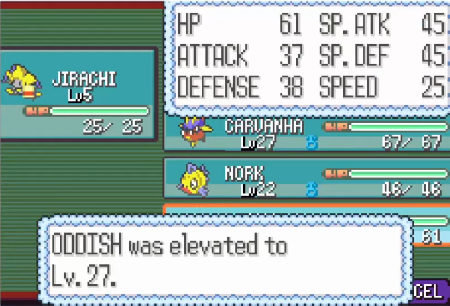 HP 61 SP. ATK 45
ATTACK 37 SP. DEF 45
DEFENSE 38 SPEED 25
JIRACHI
Lv5
25/ 25
CARVANHA
Lv27 67/ 67
NORK
Lv22 46/ 46
61
ODDISH was elevated to
Lv. 27.
CEL